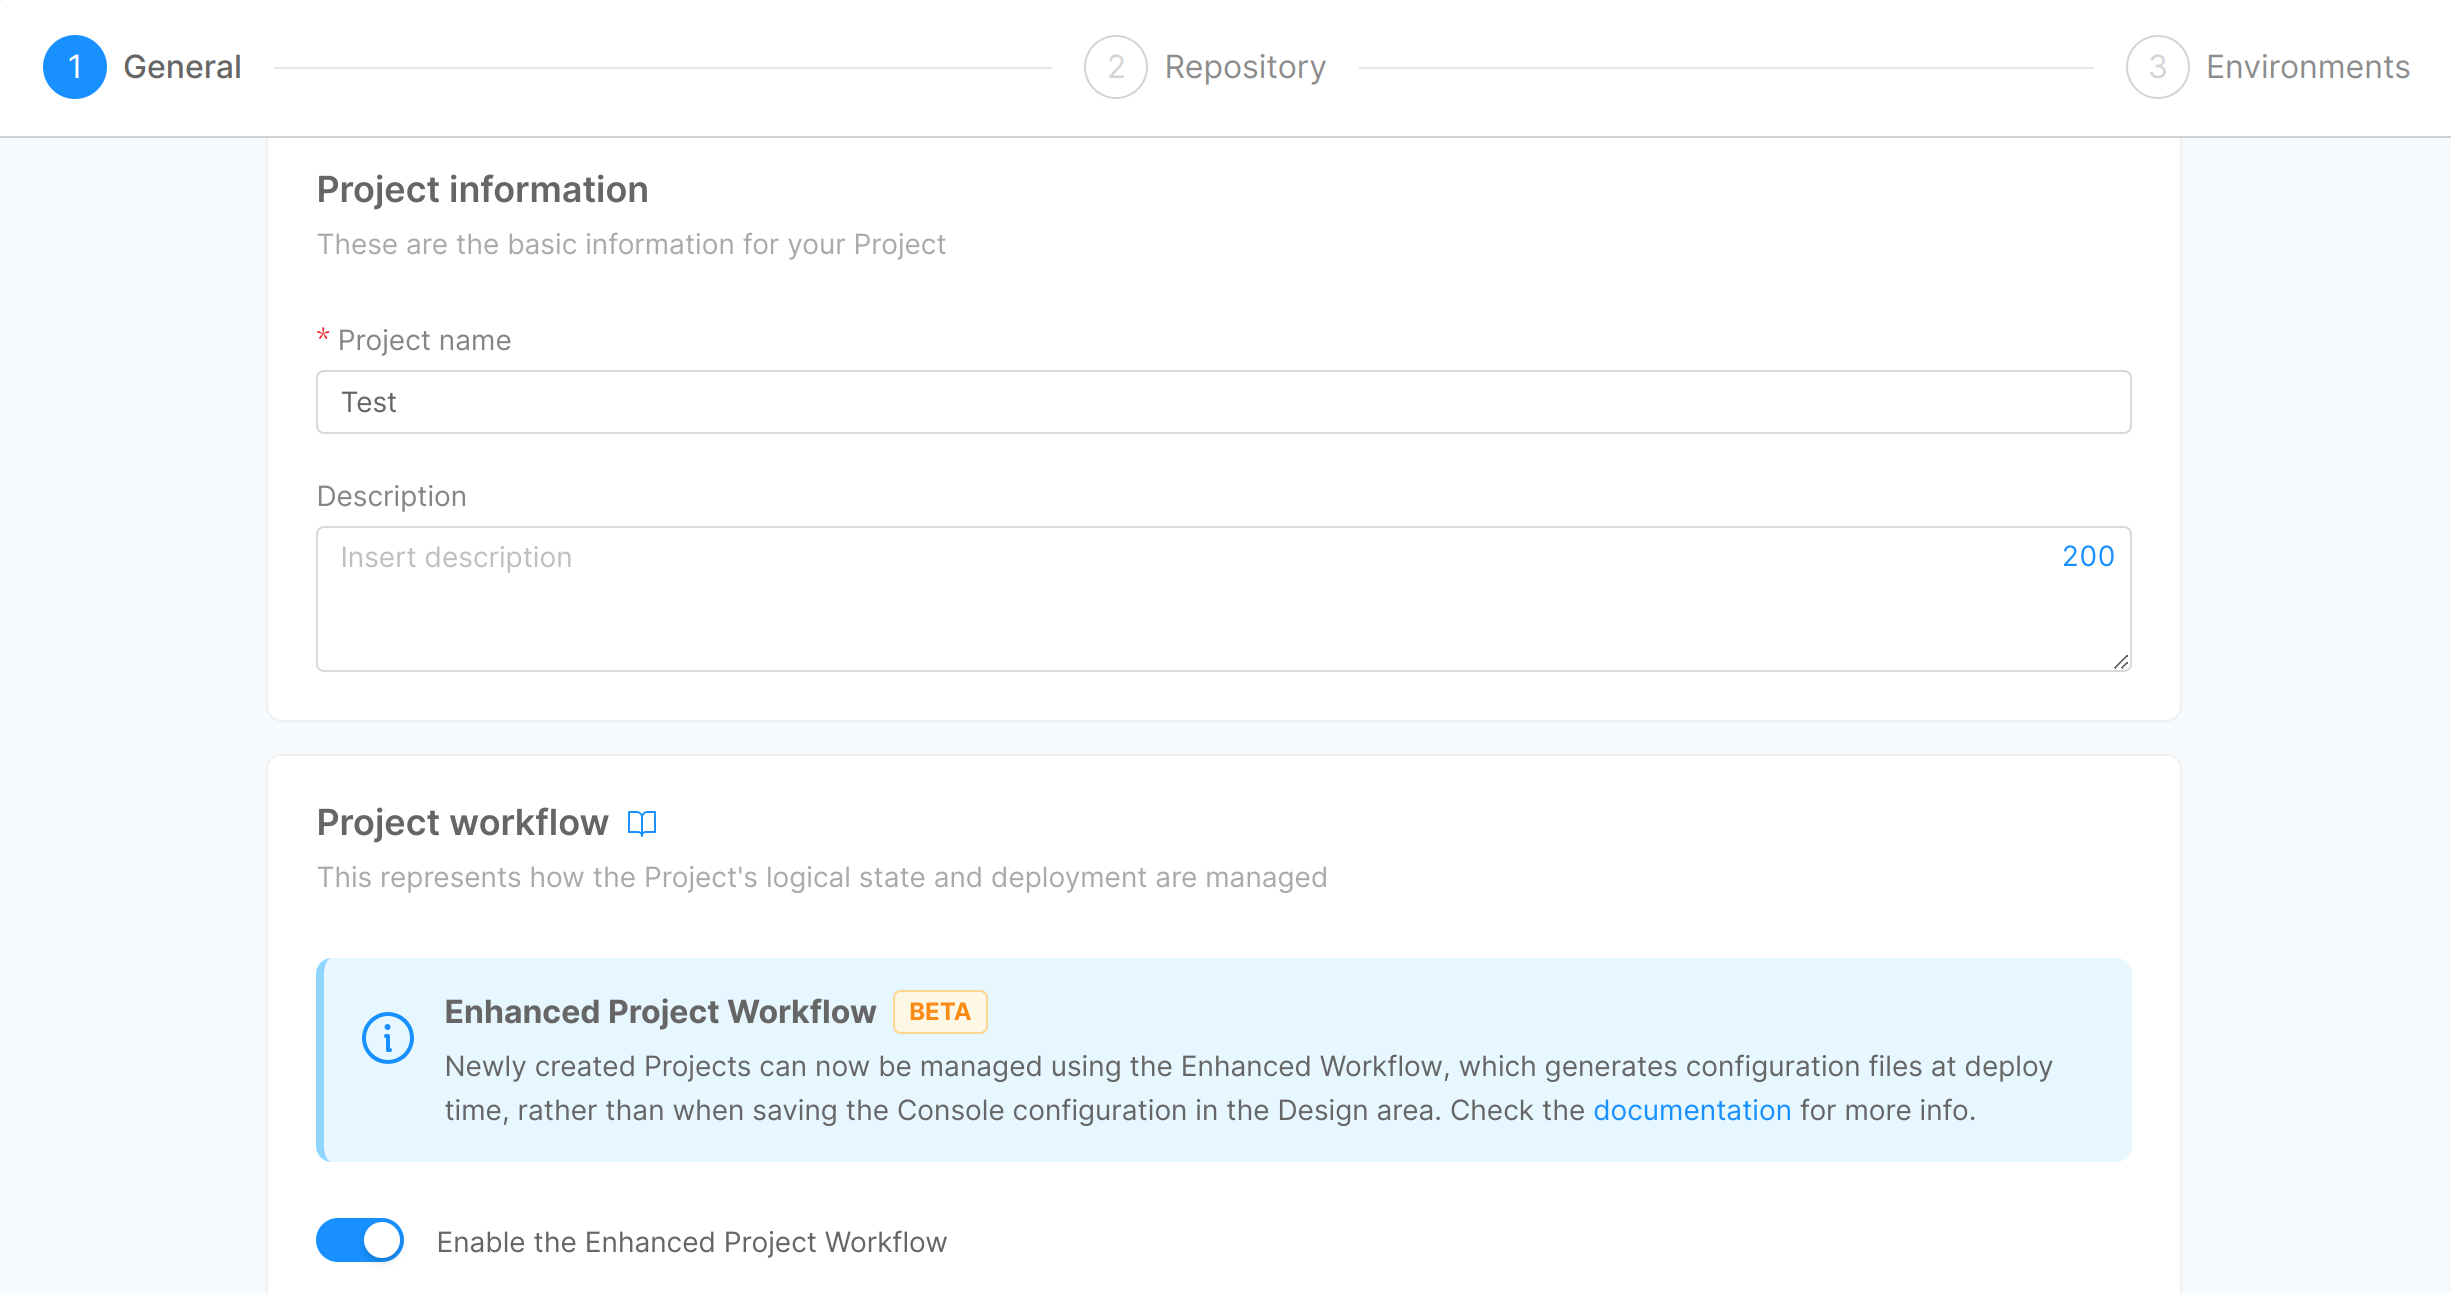 1 General
2 Repository
3 Environments
Project information
These are the basic information for your Project
* Project name
Test
Description
Insert description
200
Project workflow
This represents how the Project's logical state and deployment are managed
Enhanced Project Workflow BETA
Newly created Projects can now be managed using the Enhanced Workflow, which generates configuration files at deploy
time, rather than when saving the Console configuration in the Design area. Check the documentation for more info.
Enable the Enhanced Project Workflow